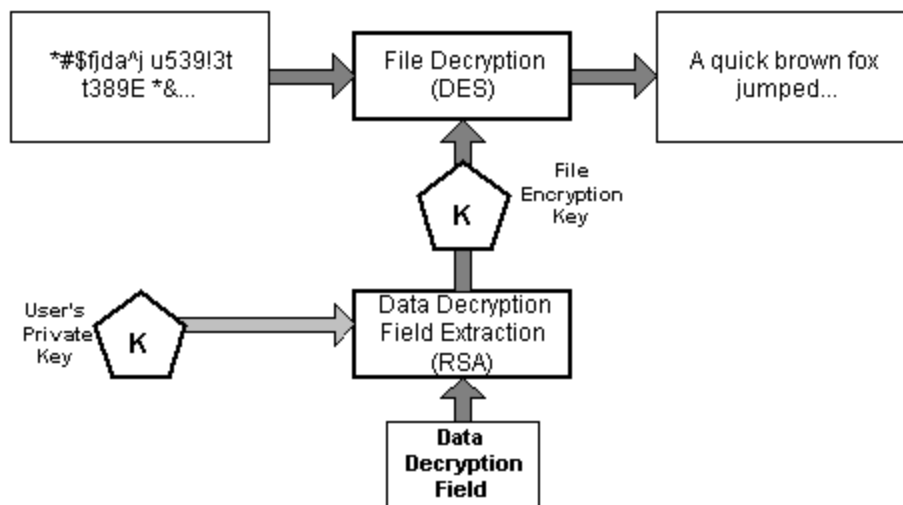 *#$fjda^j u539!3t
t389E *&...
File Decryption
(DES)
A quick brown fox
jumped...
File
Encryption
Key
K
User's
Private
Key
K
Data Decryption
Field Extraction
(RSA)
Data
Decryption
Field